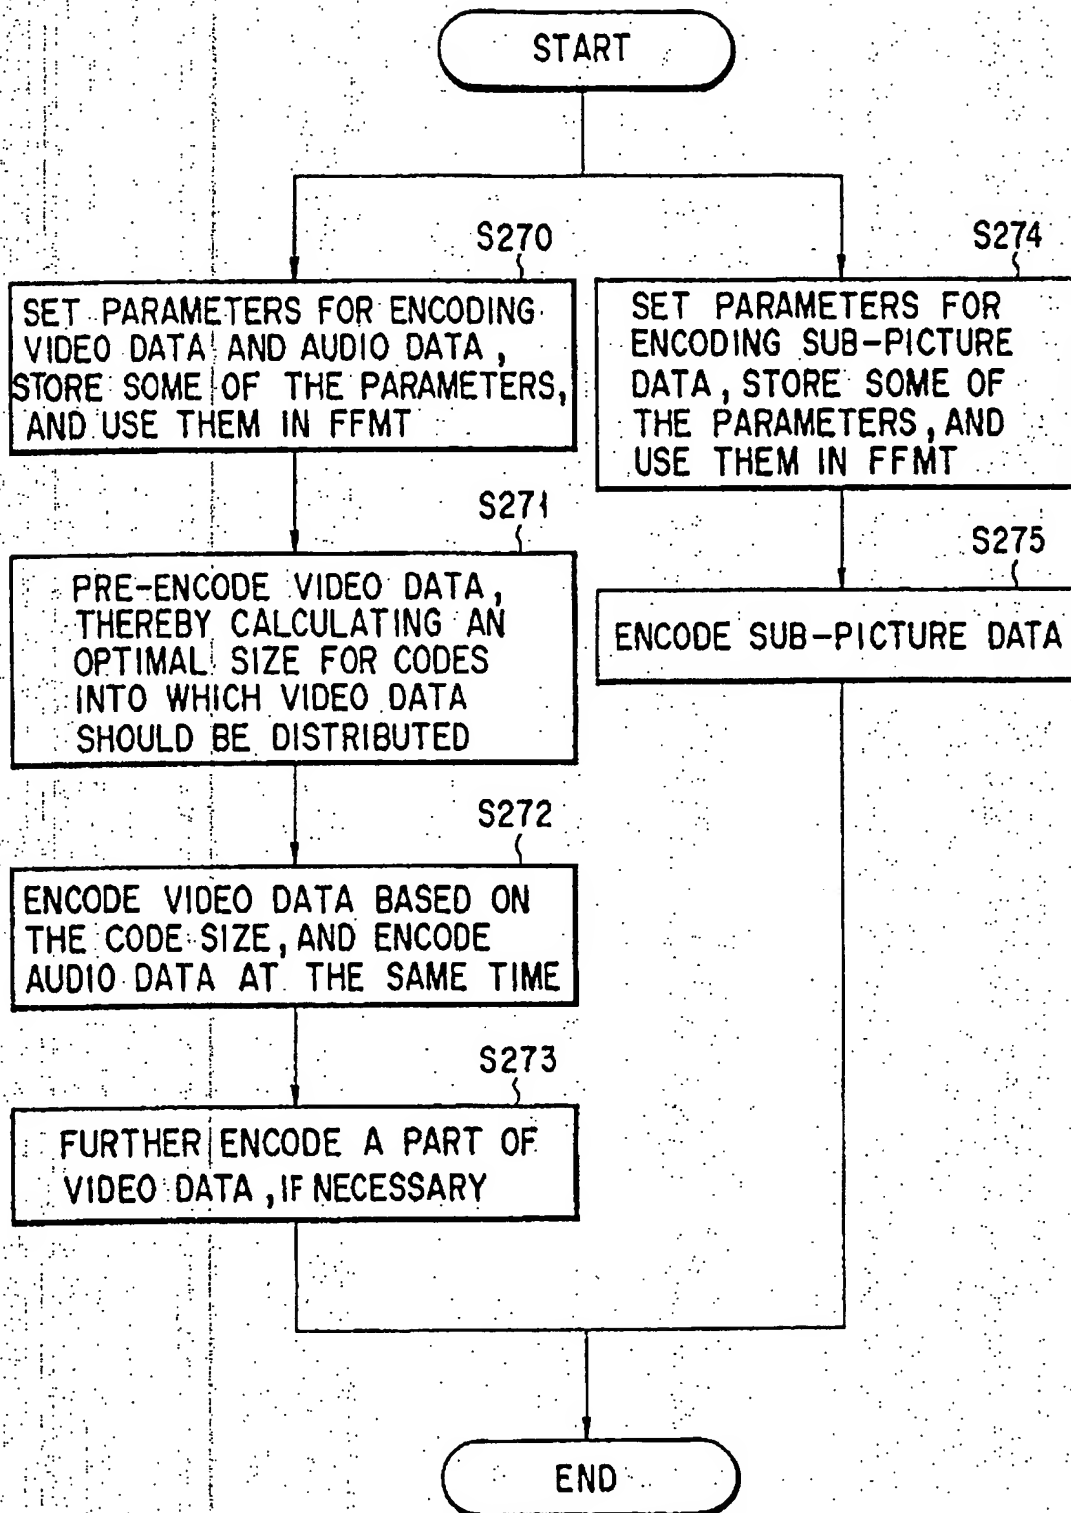 START
S270
SET PARAMETERS FOR ENCODING
VIDEO DATA AND AUDIO DATA,
STORE SOME OF THE PARAMETERS,
AND USE THEM IN FFMT
S271
PRE-ENCODE VIDEO DATA,
THEREBY CALCULATING AN
OPTIMAL SIZE FOR CODES
INTO WHICH VIDEO DATA
SHOULD BE DISTRIBUTED
S272
ENCODE VIDEO DATA BASED ON
THE CODE SIZE, AND ENCODE
AUDIO DATA AT THE SAME TIME
S273
FURTHER ENCODE A PART OF
VIDEO DATA, IF NECESSARY
S274
SET PARAMETERS FOR
ENCODING SUB-PICTURE
DATA, STORE SOME OF
THE PARAMETERS, AND
USE THEM IN FFMT
S275
ENCODE SUB-PICTURE DATA
END